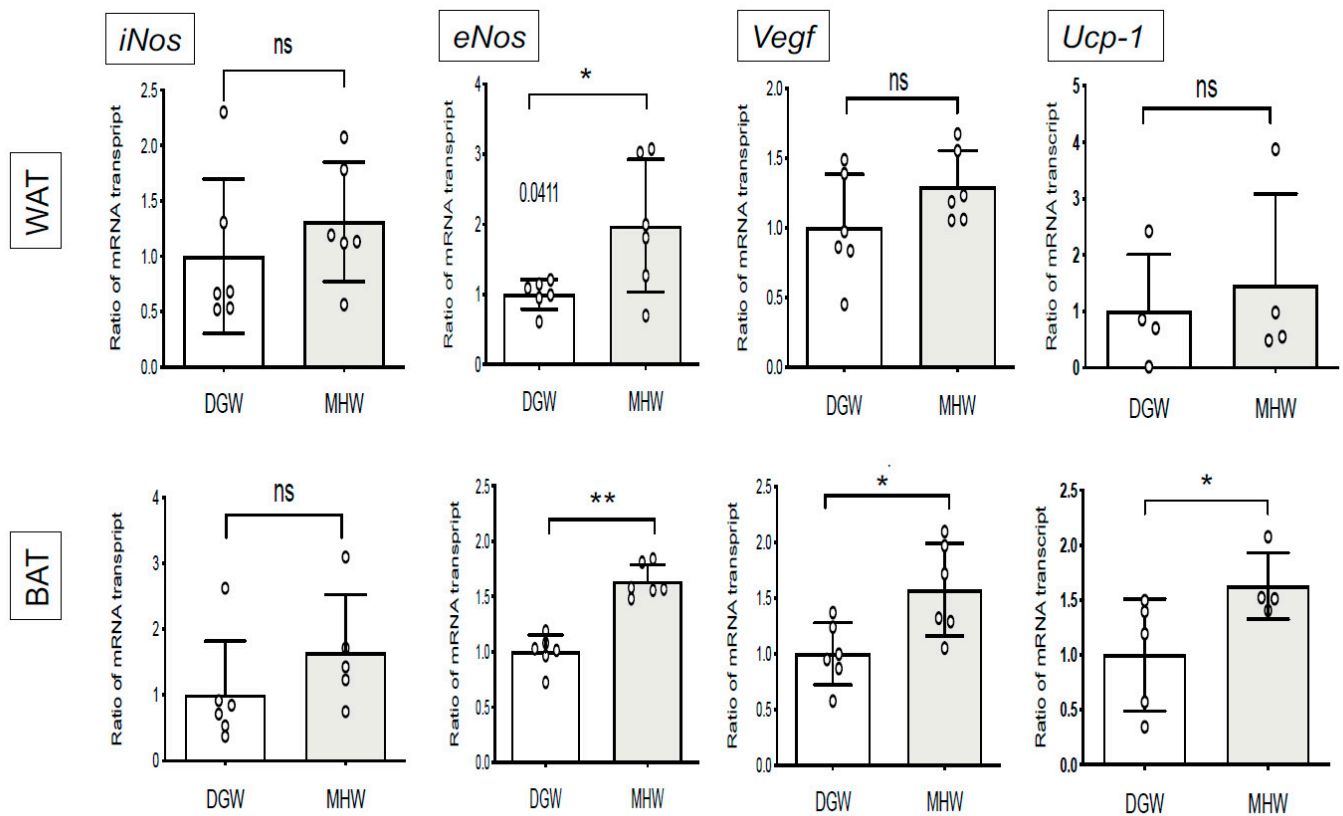 iNos
eNos
Vegf
Ucp-1
WAT
ns
Ratio of mRNA transpript
2.5
2.0
1.5
1.0
0.5
0.0
DGW
MHW
*
0.0411
Ratio of mRNA transpript
4
3
2
1
0
DGW
MHW
ns
Ratio of mRNA transpript
2.0
1.5
1.0
0.5
0.0
DGW
MHW
ns
Ratio of mRNA transcript
5
4
3
2
1
0
DGW
MHW
BAT
ns
Ratio of mRNA transpript
4
3
2
1
0
DGW
MHW
**
Ratio of mRNA transpript
2.5
2.0
1.5
1.0
0.5
0.0
DGW
MHW
*
Ratio of mRNA transpript
2.5
2.0
1.5
1.0
0.5
0.0
DGW
MHW
*
Ratio of mRNA transcript
2.5
2.0
1.5
1.0
0.5
0.0
DGW
MHW